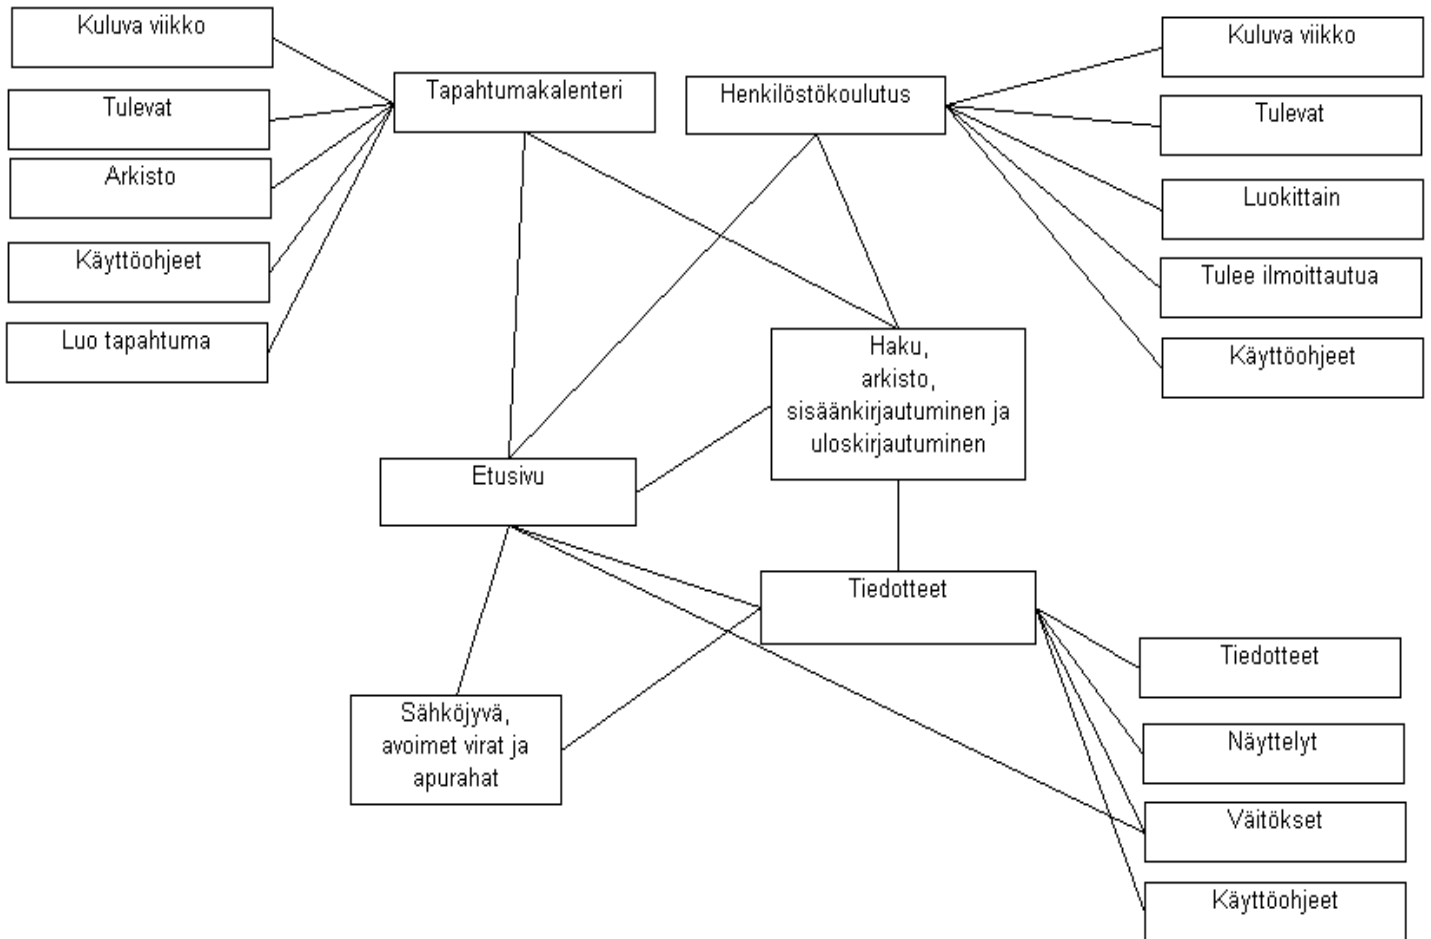 Kuluva viikko
Tulevat
Arkisto
Käyttöohjeet
Luo tapahtuma
Tapahtumakalenteri
Henkilöstökoulutus
Kuluva viikko
Tulevat
Luokittain
Tulee ilmoittautua
Käyttöohjeet
Haku,
arkisto,
sisäänkirjautuminen ja
uloskirjautuminen
Etusivu
Tiedotteet
Sähköjyvä,
avoimet virat ja
apurahat
Tiedotteet
Näyttelyt
Väitökset
Käyttöohjeet